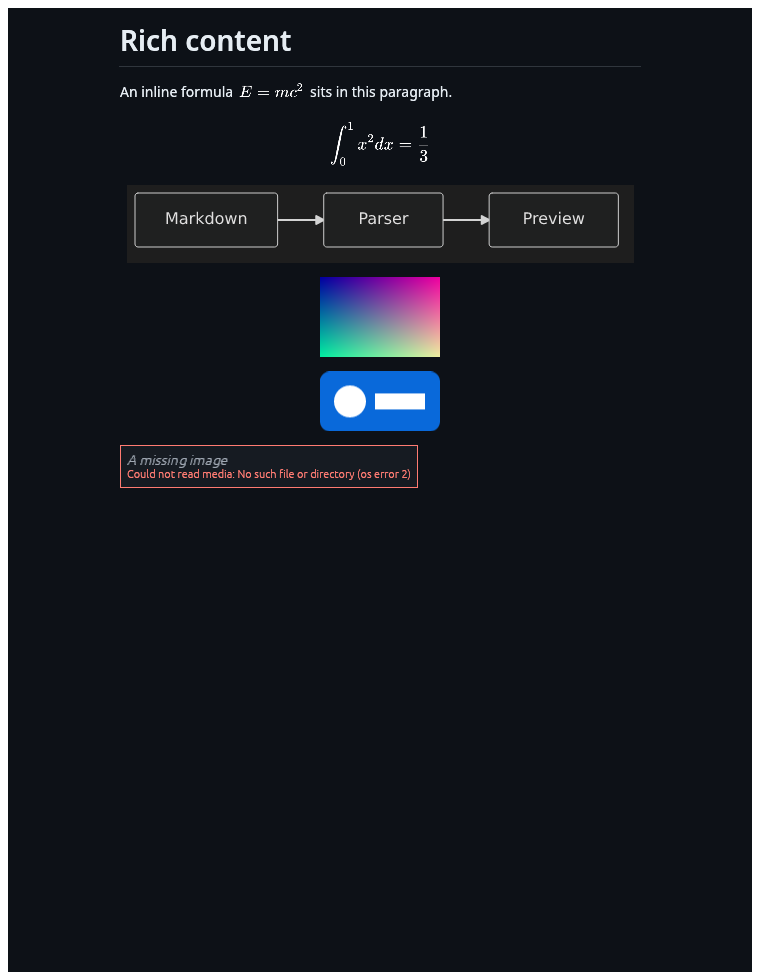 Rich content
An inline formula E = mc² sits in this paragraph.
∫₀¹ x²dx = 1/3
Markdown
Parser
Preview
A missing image
Could not read media: No such file or directory (os error 2)